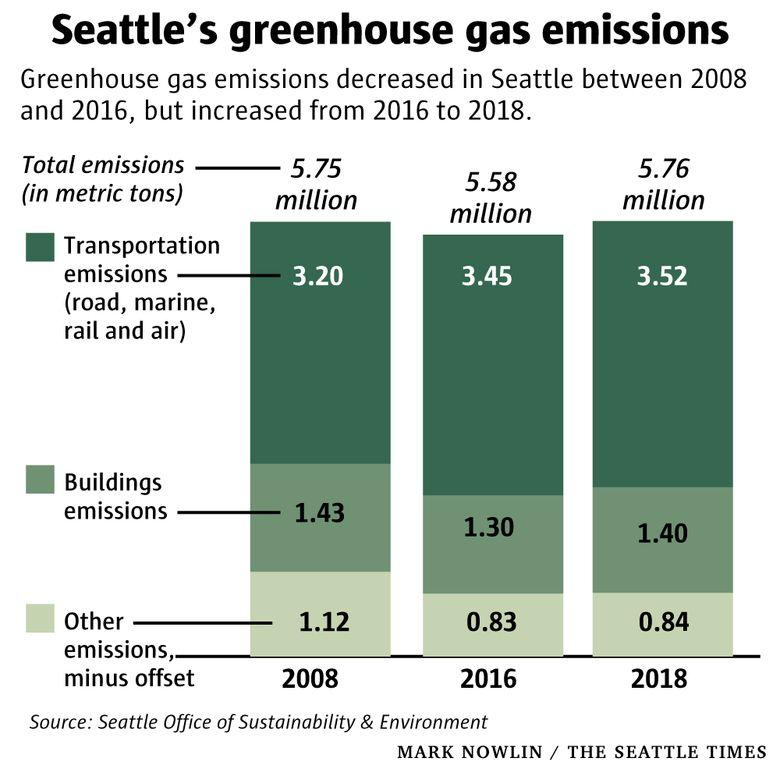 Seattle’s greenhouse gas emissions
Greenhouse gas emissions decreased in Seattle between 2008
and 2016, but increased from 2016 to 2018.
Total emissions
(in metric tons)
5.75
million
5.58
million
5.76
million
Transportation
emissions
(road, marine,
rail and air)
3.20
3.45
3.52
Buildings
emissions
1.43
1.30
1.40
Other
emissions,
minus offset
1.12
0.83
0.84
2008
2016
2018
Source: Seattle Office of Sustainability & Environment
MARK NOWLIN / THE SEATTLE TIMES